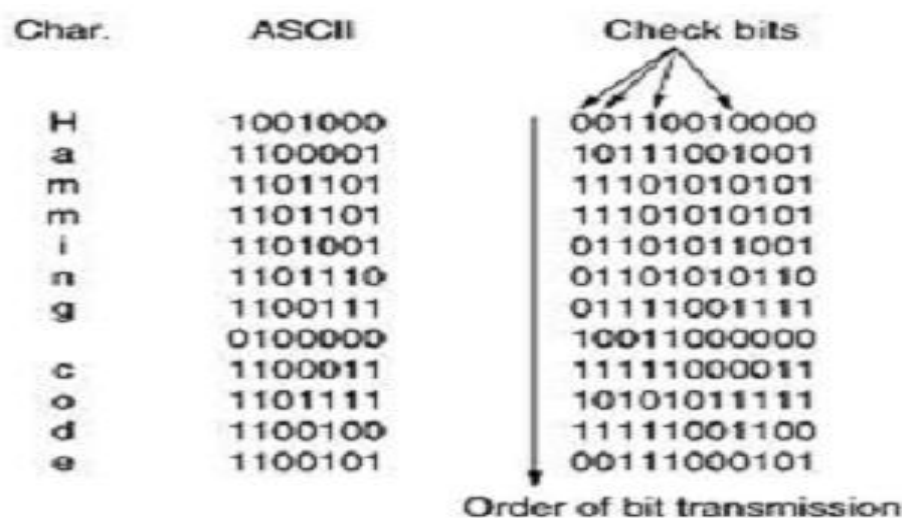 Char. ASCII Check bits
H 1001000 00110010000
a 1100001 10111001001
m 1101101 11101010101
m 1101101 11101010101
i 1101001 01101011001
n 1101110 01101010110
g 1100111 01111001111
0100000 10011000000
c 1100011 11111000011
o 1101111 10101011111
d 1100100 11111001100
e 1100101 00111000101
Order of bit transmission